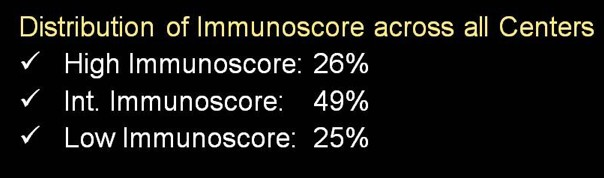 Distribution of Immunoscore across all Centers
✓ High Immunoscore: 26%
✓ Int. Immunoscore: 49%
✓ Low Immunoscore: 25%